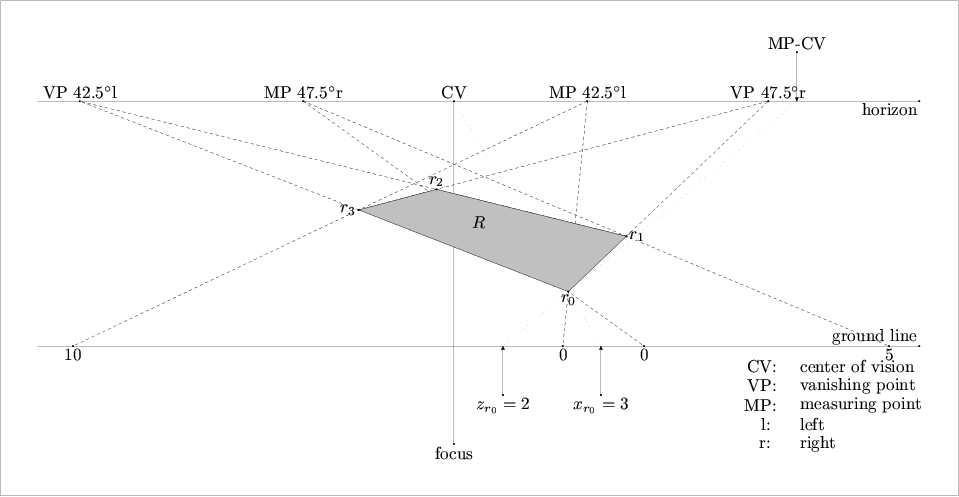 MP-CV
VP 42.5°l MP 47.5°r CV MP 42.5°l VP 47.5°r
horizon
r₂
r₃
R
r₁
r₀
ground line
10 0 0 5
CV: center of vision
VP: vanishing point
z_{r₀} = 2 x_{r₀} = 3 MP: measuring point
l: left
r: right
focus